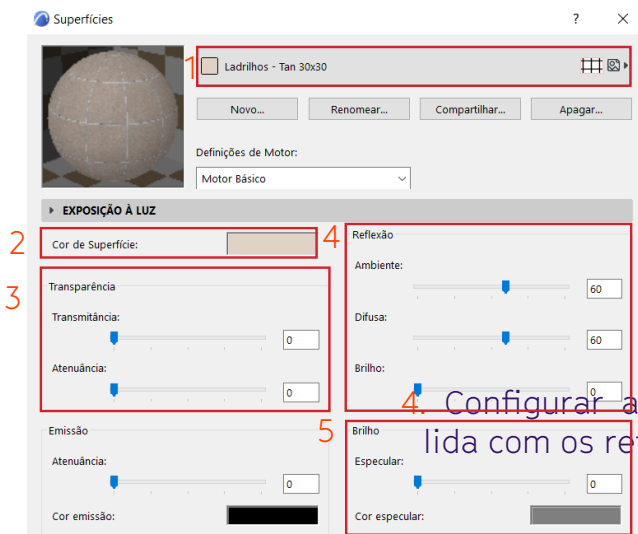 Superfícies ? ×
1
Ladrilhos - Tan 30x30
Novo... Renomear... Compartilhar... Apagar...
Definições de Motor:
Motor Básico
EXPOSIÇÃO À LUZ
2 Cor de Superfície:
3
Transparência
Transmitância: 0
Atenuância: 0
4
Reflexão
Ambiente: 60
Difusa: 60
Brilho: 0
4. Configurar a
lida com os
Emissão
Atenuância: 0
Cor emissão:
5
Brilho
Especular: 0
Cor especular: